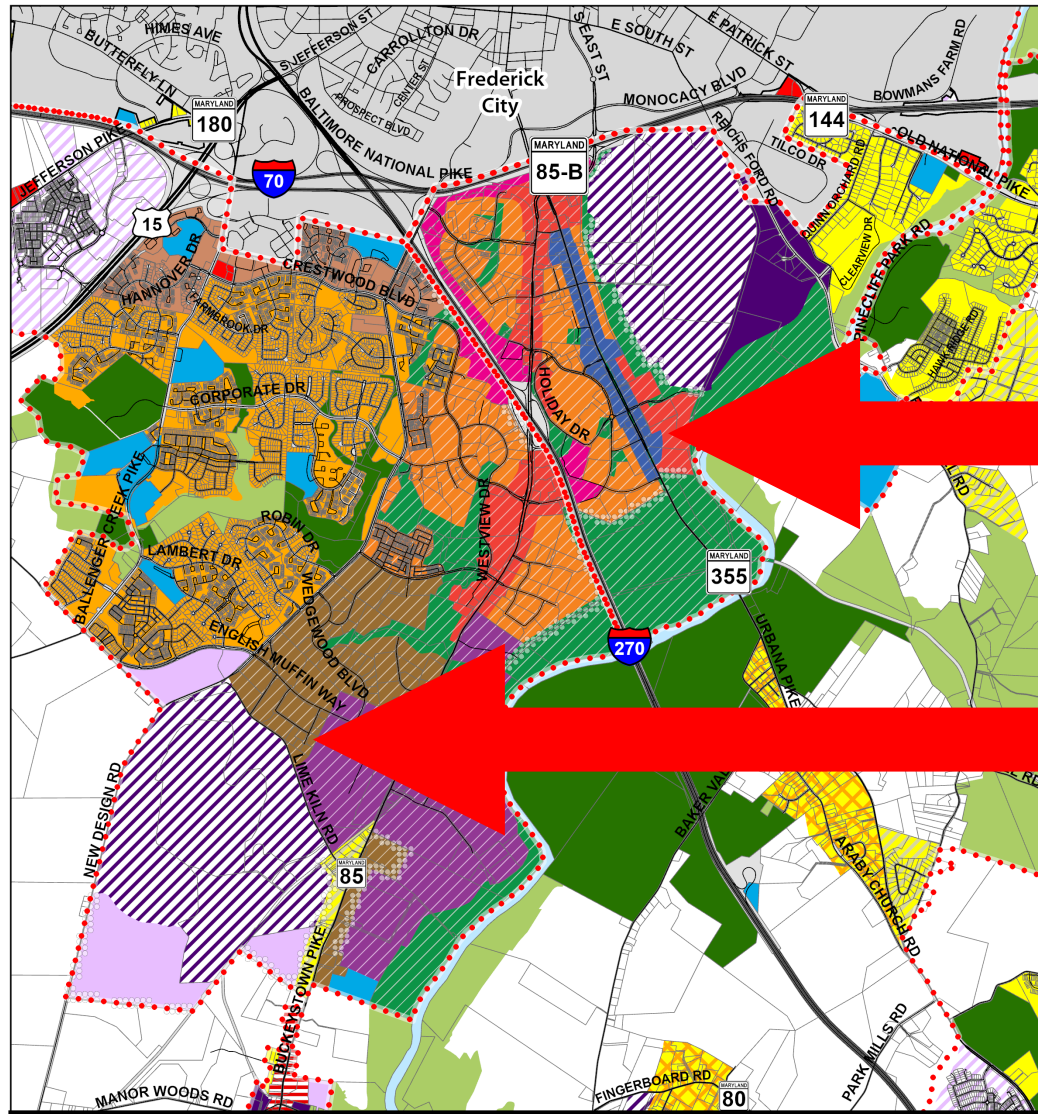 HIMES AVE
BUTTERFLY LN
S JEFFERSON ST
CARROLLTON DR
CENTER ST
PROSPECT BLVD
S EAST ST
E SOUTH ST
E PATRICK ST
BOWMANS FARM RD
Frederick
City
MONOCACY BLVD
MARYLAND
180
BALTIMORE NATIONAL PIKE
MARYLAND
85-B
MARYLAND
144
OLD NATIONAL PIKE
JEFFERSON PIKE
70
15
REICHS FORD RD
TILCO DR
QUINN ORCHARD RD
CLEARVIEW DR
PINECLIFF PARK RD
HANNOVER DR
CRESTWOOD BLVD
FARMBROOK DR
CORPORATE DR
HOLIDAY DR
BALLENGER CREEK PIKE
ROBIN DR
LAMBERT DR
WESTVIEW DR
WEDGEWOOD BLVD
ENGLISH MUFFIN WAY
MARYLAND
355
270
URBANA PIKE
NEW DESIGN RD
LIME KILN RD
MARYLAND
85
ARABY CHURCH RD
BUCKEYSTOWN PIKE
PARK MILLS RD
MANOR WOODS RD
FINGERBOARD RD
MARYLAND
80